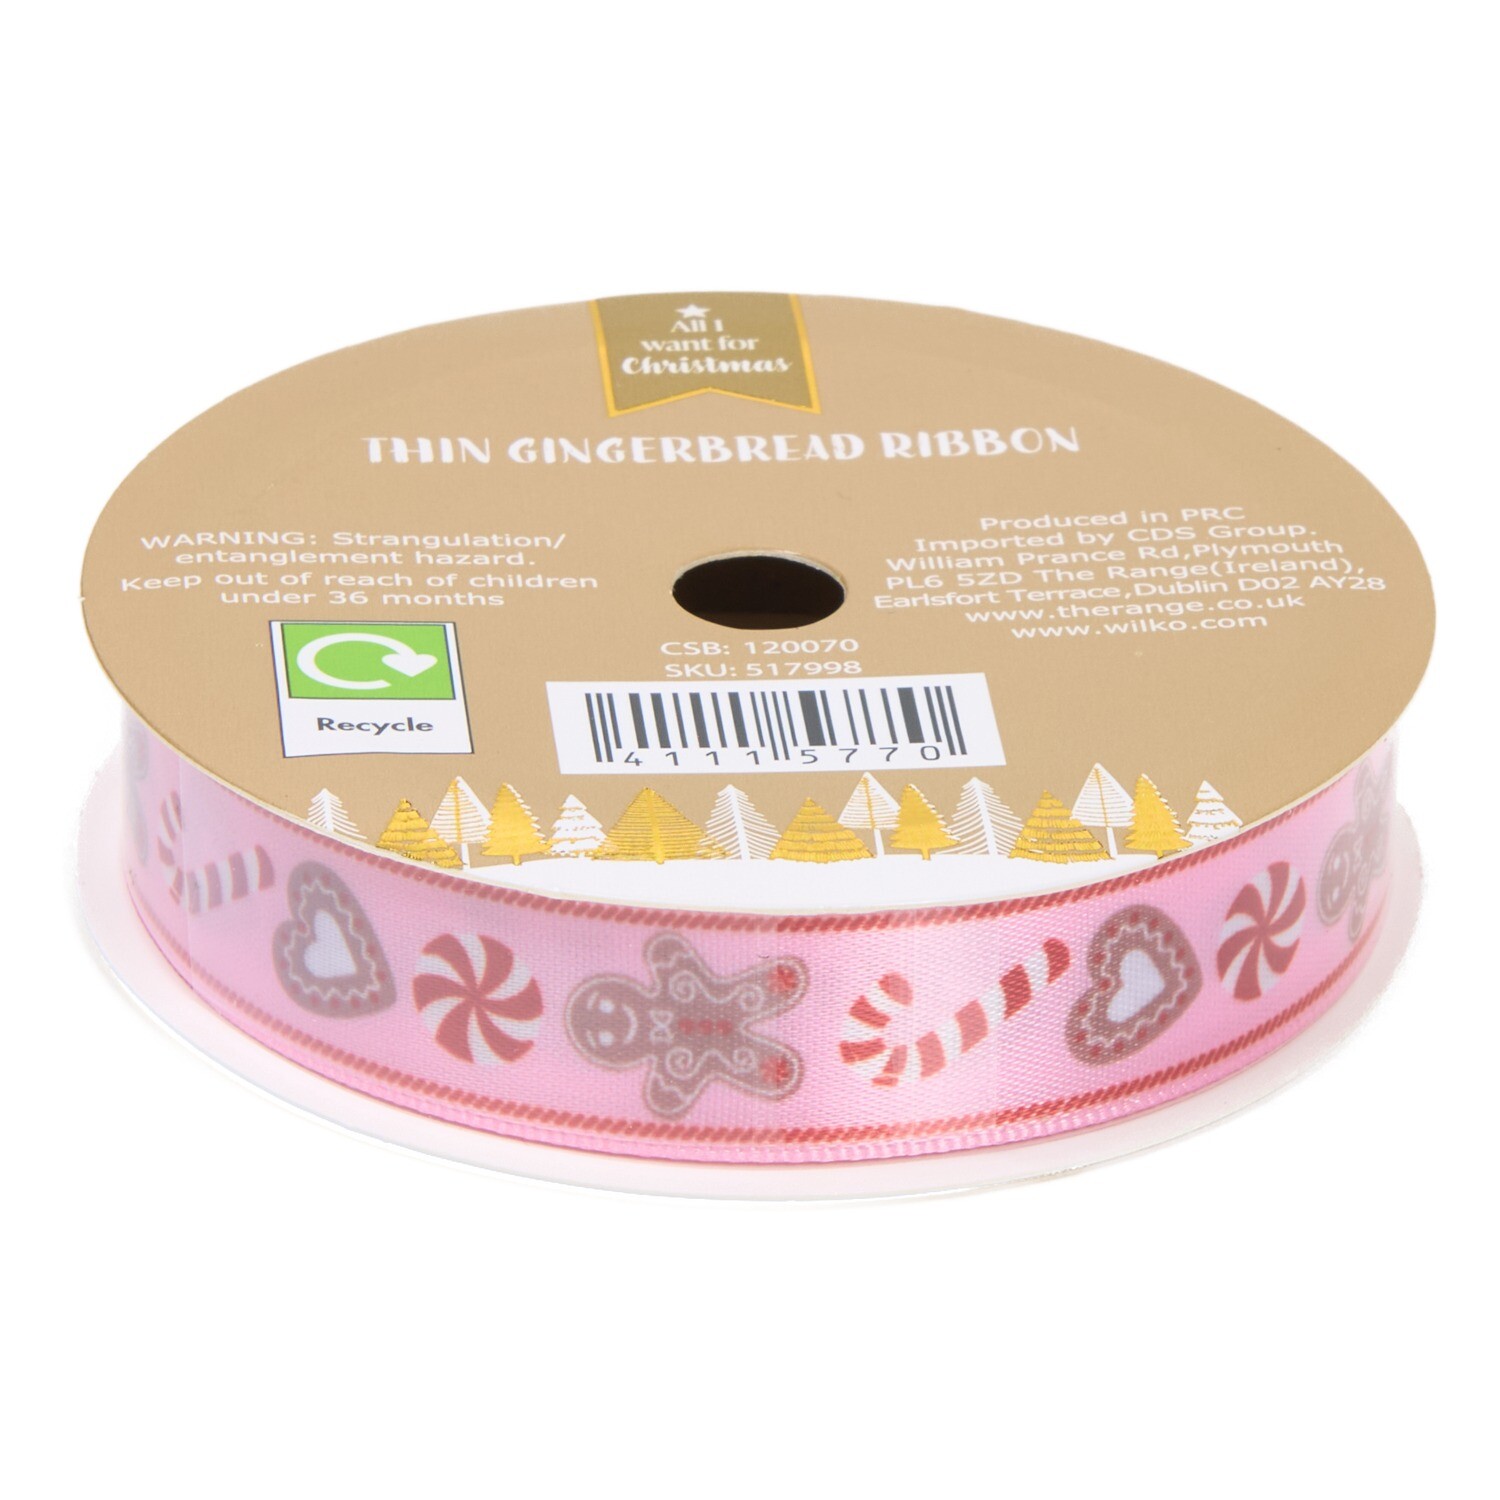 All I
want for
Christmas
THIN GINGERBREAD RIBBON
WARNING: Strangulation/
entanglement hazard.
Keep out of reach of children
under 36 months
Recycle
Produced in PRC
Imported by CDS Group.
William Prance Rd,Plymouth
PL6 5ZD The Range(Ireland),
Earlsfort Terrace,Dublin D02 AY28
www.therange.co.uk
www.wilko.com
CSB: 120070
SKU: 517998
41115770